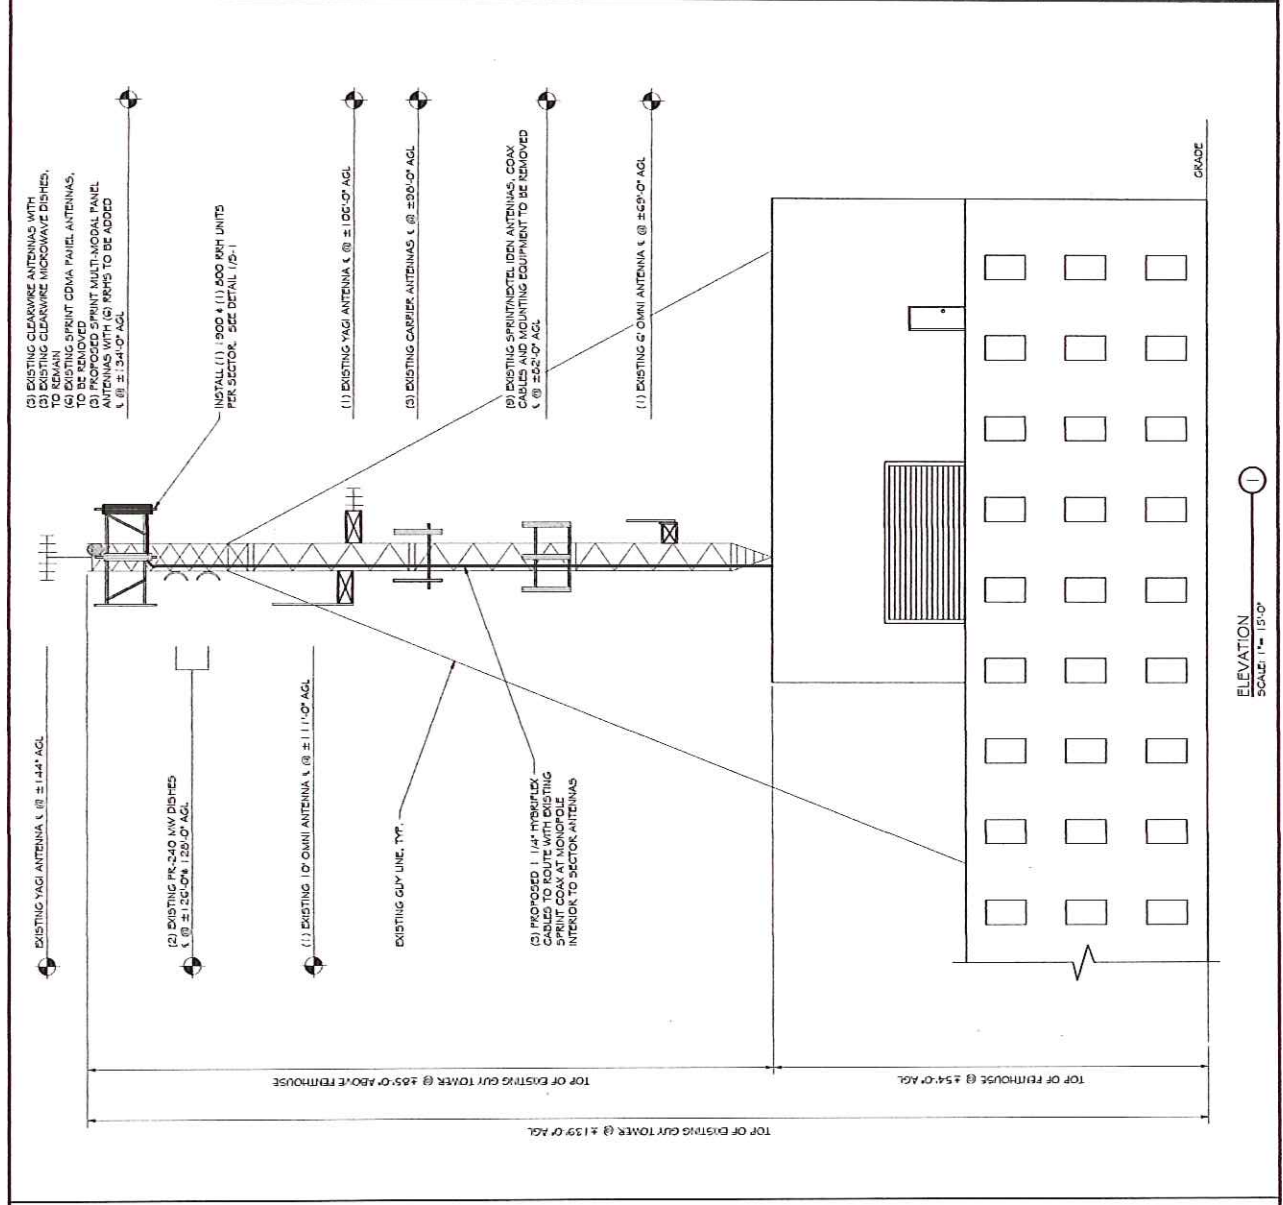 (3) EXISTING CLEARWIRE ANTENNAS WITH
(3) EXISTING CLEARWIRE MICROWAVE DISHES,
TO REMAIN
(6) EXISTING SPRINT CDMA PANEL ANTENNAS,
TO BE REMOVED
(3) PROPOSED SPRINT MULTI-MODAL PANEL
ANTENNAS WITH (6) RRH'S TO BE ADDED
℄ @ ±134'-0" AGL
INSTALL (1) 1900 & (1) 800 RRH UNITS
PER SECTOR. SEE DETAIL 1/S-1
(1) EXISTING YAGI ANTENNA ℄ @ ±106'-0" AGL
(3) EXISTING CARRIER ANTENNAS ℄ @ ±98'-0" AGL
(9) EXISTING SPRINT/NEXTEL IDEN ANTENNAS, COAX
CABLES AND MOUNTING EQUIPMENT TO BE REMOVED
℄ @ ±82'-0" AGL
(1) EXISTING 6' OMNI ANTENNA ℄ @ ±69'-0" AGL
GRADE
EXISTING YAGI ANTENNA ℄ @ ±144' AGL
(2) EXISTING PR-240 MW DISHES
℄ @ ±126'-0"& 128'-0" AGL
(1) EXISTING 10' OMNI ANTENNA ℄ @ ±111'-0" AGL
EXISTING GUY LINE, TYP.
(3) PROPOSED 1 1/4" HYBRIFLEX
CABLES TO ROUTE WITH EXISTING
SPRINT COAX AT MONOPOLE
INTERIOR TO SECTOR ANTENNAS
TOP OF EXISTING GUY TOWER @ ±85'-0" ABOVE PENTHOUSE
TOP OF PENTHOUSE @ ±54'-0" AGL
TOP OF EXISTING GUY TOWER @ ±139'-0" AGL
ELEVATION
SCALE: 1"= 15'-0"
1